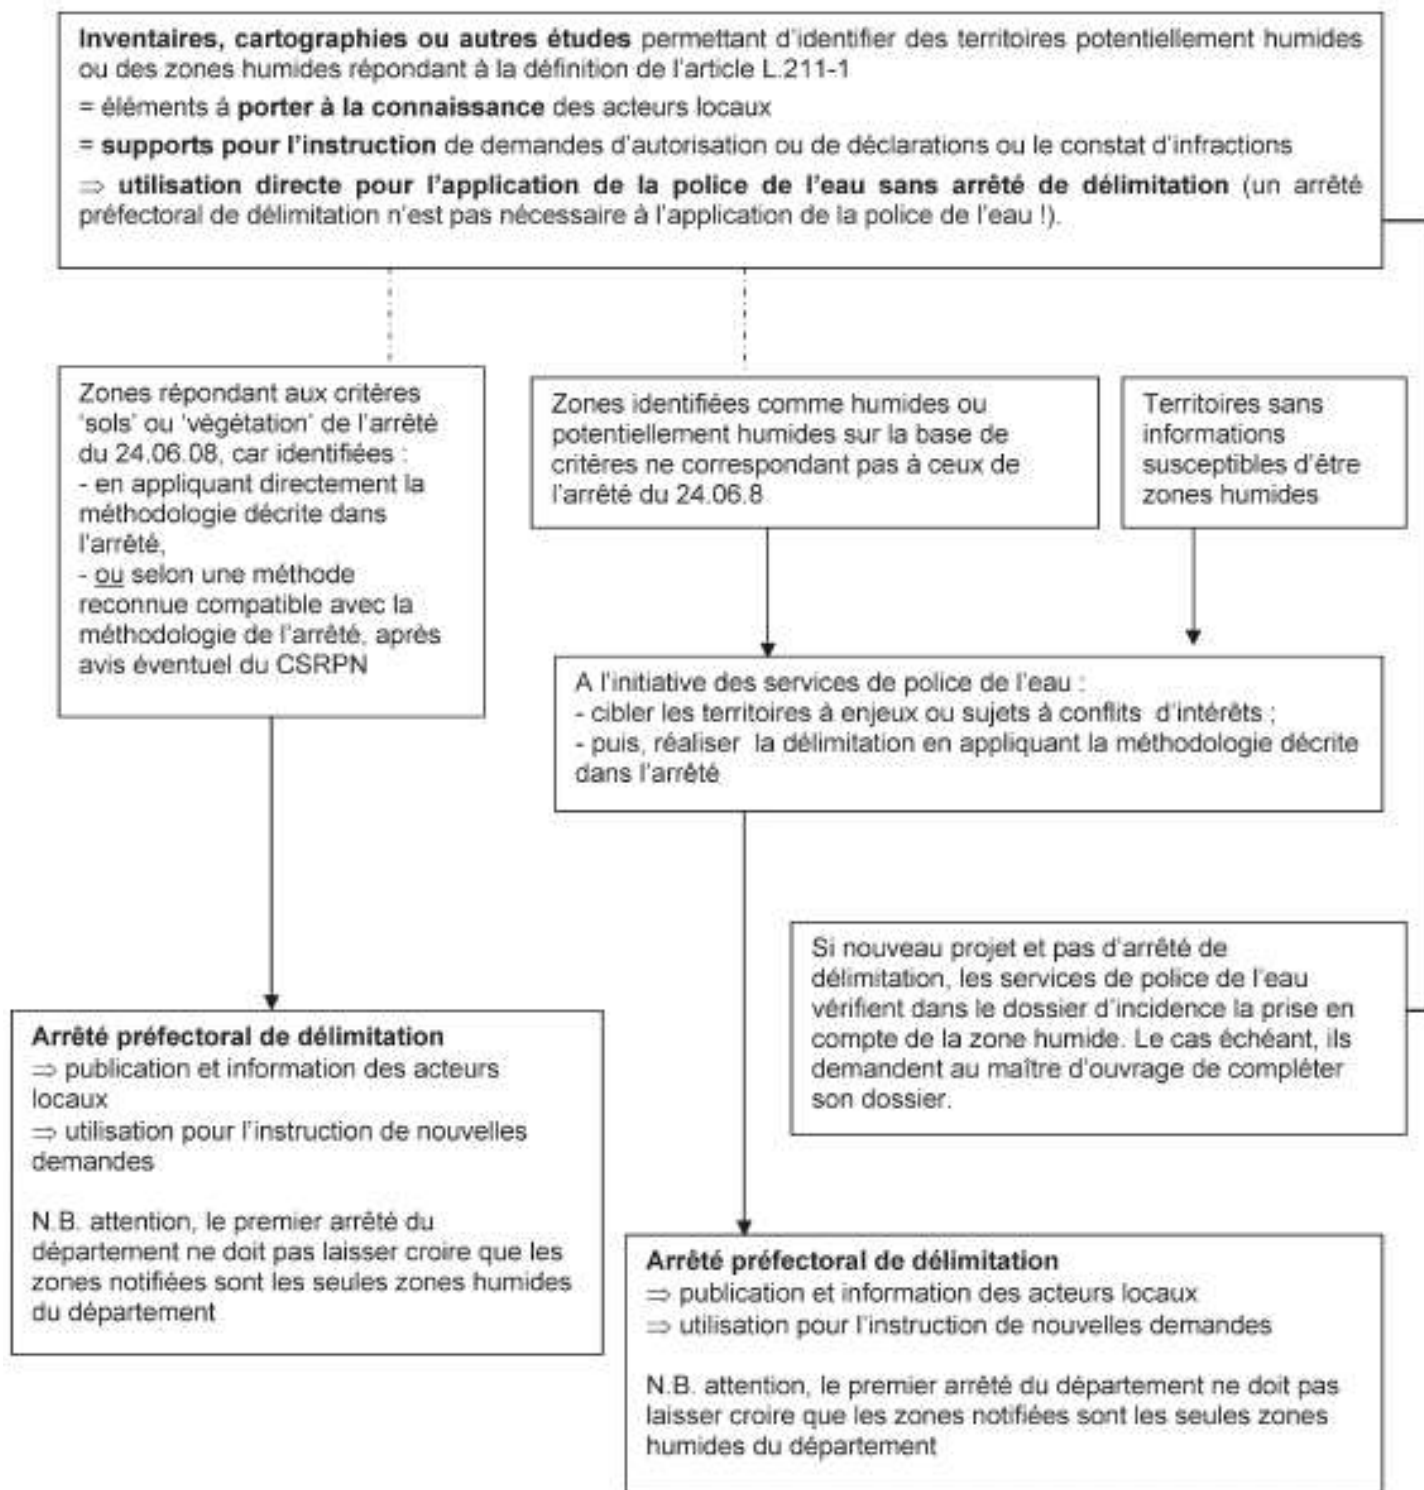 Inventaires, cartographies ou autres études permettant d'identifier des territoires potentiellement humides
ou des zones humides répondant à la définition de l'article L.211-1
= éléments á porter à la connaissance des acteurs locaux
= supports pour l'instruction de demandes d'autorisation ou de déclarations ou le constat d'infractions
⇒ utilisation directe pour l'application de la police de l'eau sans arrêté de délimitation (un arrêté
préfectoral de délimitation n'est pas nécessaire à l'application de la police de l'eau !).
Zones répondant aux critères
'sols' ou 'végétation' de l'arrêté
du 24.06.08, car identifiées :
- en appliquant directement la
méthodologie décrite dans
l'arrêté,
- ou selon une méthode
reconnue compatible avec la
méthodologie de l'arrêté, après
avis éventuel du CSRPN
Zones identifiées comme humides ou
potentiellement humides sur la base de
critères ne correspondant pas à ceux de
l'arrêté du 24.06.8
Territoires sans
informations
susceptibles d'être
zones humides
A l'initiative des services de police de l'eau :
- cibler les territoires à enjeux ou sujets à conflits d'intérêts ;
- puis, réaliser la délimitation en appliquant la méthodologie décrite
dans l'arrêté
Si nouveau projet et pas d'arrêté de
délimitation, les services de police de l'eau
vérifient dans le dossier d'incidence la prise en
compte de la zone humide. Le cas échéant, ils
demandent au maître d'ouvrage de compléter
son dossier.
Arrêté préfectoral de délimitation
⇒ publication et information des acteurs
locaux
⇒ utilisation pour l'instruction de nouvelles
demandes
N.B. attention, le premier arrêté du
département ne doit pas laisser croire que les
zones notifiées sont les seules zones humides
du département
Arrêté préfectoral de délimitation
⇒ publication et information des acteurs locaux
⇒ utilisation pour l'instruction de nouvelles demandes
N.B. attention, le premier arrêté du département ne doit pas
laisser croire que les zones notifiées sont les seules zones
humides du département